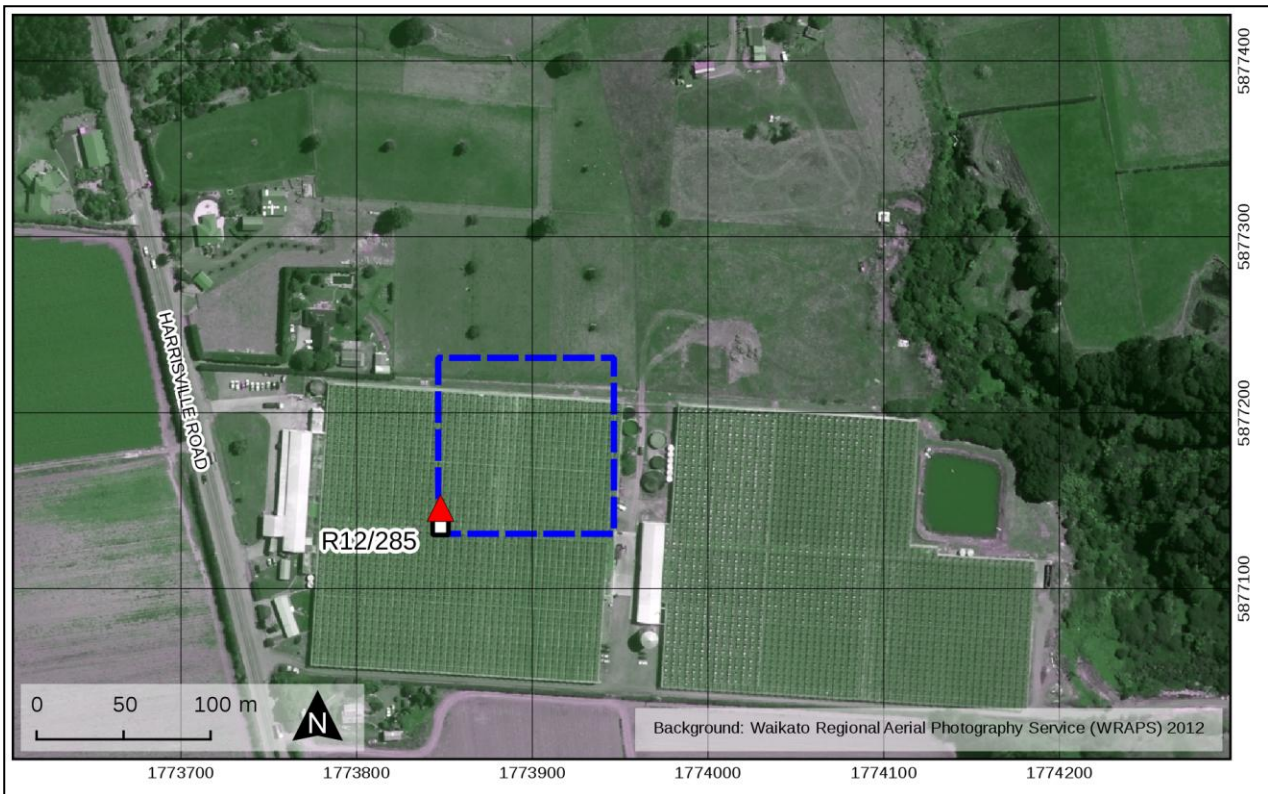 5877400
5877300
HARRISVILLE ROAD
5877200
R12/285
5877100
0 50 100 m
N
Background: Waikato Regional Aerial Photography Service (WRAPS) 2012
1773700 1773800 1773900 1774000 1774100 1774200